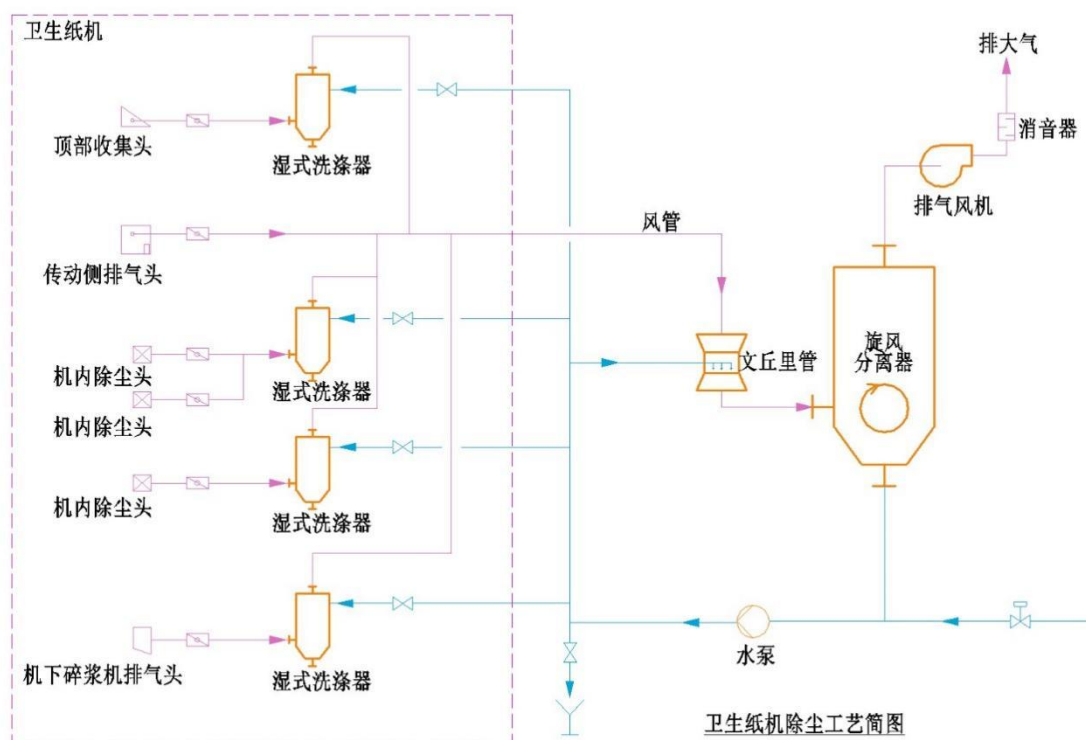 卫生纸机
排大气
消音器
顶部收集头
湿式洗涤器
排气风机
风管
传动侧排气头
旋风
分离器
文丘里管
机内除尘头
湿式洗涤器
机内除尘头
机内除尘头
湿式洗涤器
水泵
机下碎浆机排气头
湿式洗涤器
卫生纸机除尘工艺简图